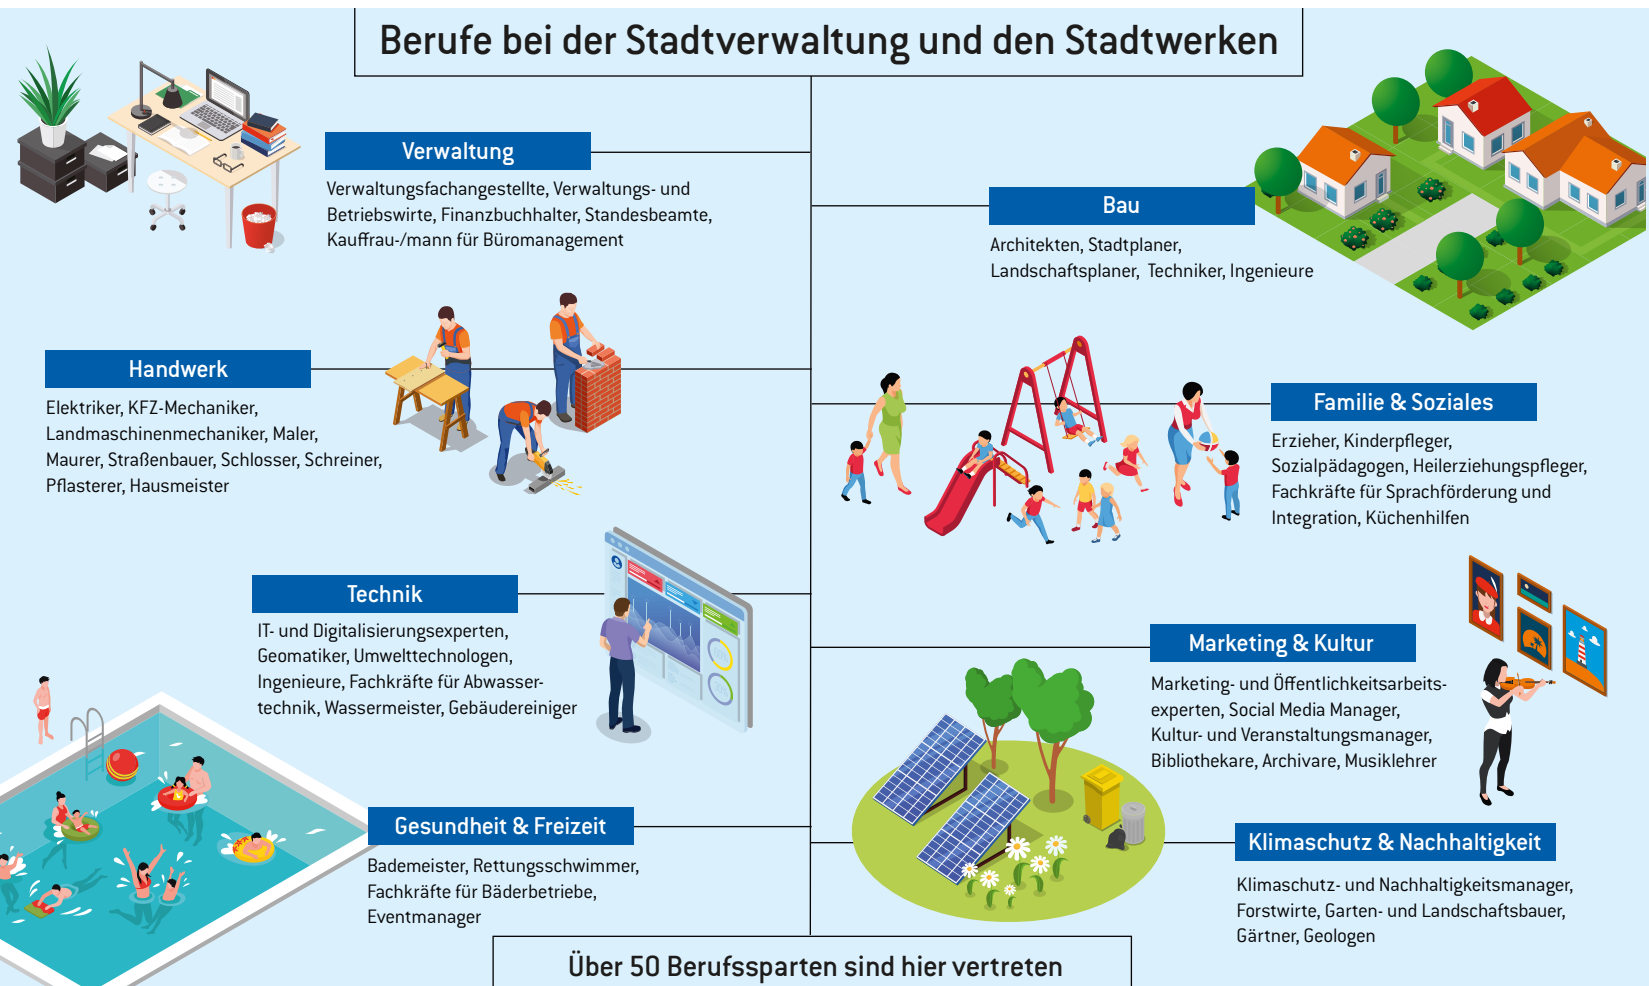 Berufe bei der Stadtverwaltung und den Stadtwerken
Verwaltung
Verwaltungsfachangestellte, Verwaltungs- und
Betriebswirte, Finanzbuchhalter, Standesbeamte,
Kauffrau-/mann für Büromanagement
Bau
Architekten, Stadtplaner,
Landschaftsplaner, Techniker, Ingenieure
Handwerk
Elektriker, KFZ-Mechaniker,
Landmaschinenmechaniker, Maler,
Maurer, Straßenbauer, Schlosser, Schreiner,
Pflasterer, Hausmeister
Familie & Soziales
Erzieher, Kinderpfleger,
Sozialpädagogen, Heilerziehungspfleger,
Fachkräfte für Sprachförderung und
Integration, Küchenhilfen
Technik
IT- und Digitalisierungsexperten,
Geomatiker, Umwelttechnologen,
Ingenieure, Fachkräfte für Abwasser-
technik, Wassermeister, Gebäudereiniger
Marketing & Kultur
Marketing- und Öffentlichkeitsarbeits-
experten, Social Media Manager,
Kultur- und Veranstaltungsmanager,
Bibliothekare, Archivare, Musiklehrer
Gesundheit & Freizeit
Bademeister, Rettungsschwimmer,
Fachkräfte für Bäderbetriebe,
Eventmanager
Klimaschutz & Nachhaltigkeit
Klimaschutz- und Nachhaltigkeitsmanager,
Forstwirte, Garten- und Landschaftsbauer,
Gärtner, Geologen
Über 50 Berufssparten sind hier vertreten